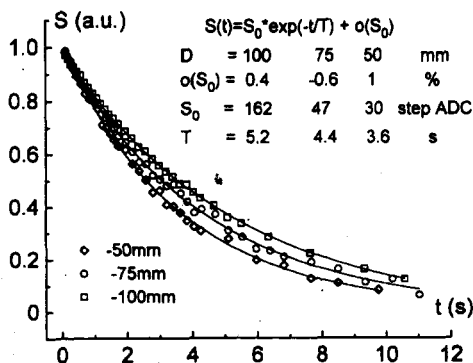 S (a.u.)
S(t)=S₀*exp(-t/T) + o(S₀)
D = 100 75 50 mm
o(S₀) = 0.4 -0.6 1 %
S₀ = 162 47 30 step ADC
T = 5.2 4.4 3.6 s
1.0
0.8
0.6
0.4
0.2
0
-50mm
-75mm
-100mm
t (s)
0 2 4 6 8 10 12